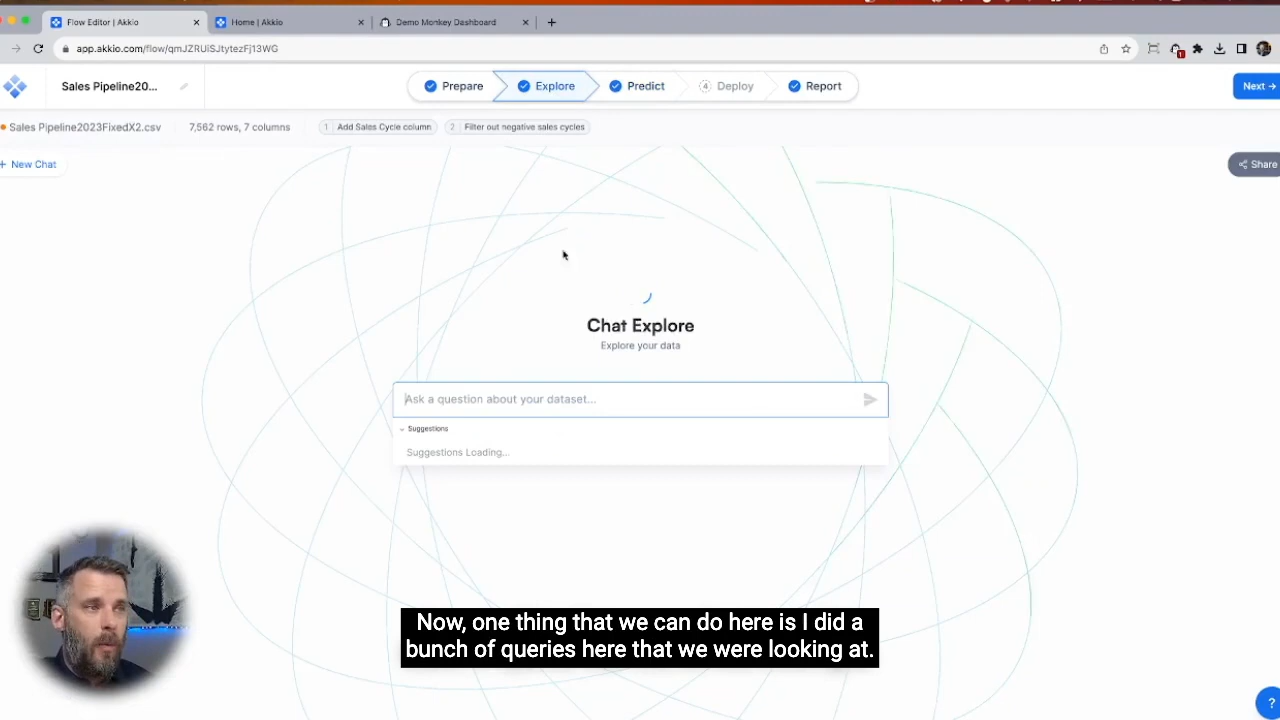 Flow Editor | Akkio
Home | Akkio
Demo Monkey Dashboard
app.akkio.com/flow/qmJZRUiSJtytezFj13WG
Sales Pipeline20...
Prepare
Explore
Predict
4 Deploy
Report
Next →
Sales Pipeline2023FixedX2.csv
7,562 rows, 7 columns
1 Add Sales Cycle column
2 Filter out negative sales cycles
+ New Chat
Share
Chat Explore
Explore your data
Ask a question about your dataset...
Suggestions
Suggestions Loading...
Now, one thing that we can do here is I did a
bunch of queries here that we were looking at.
?